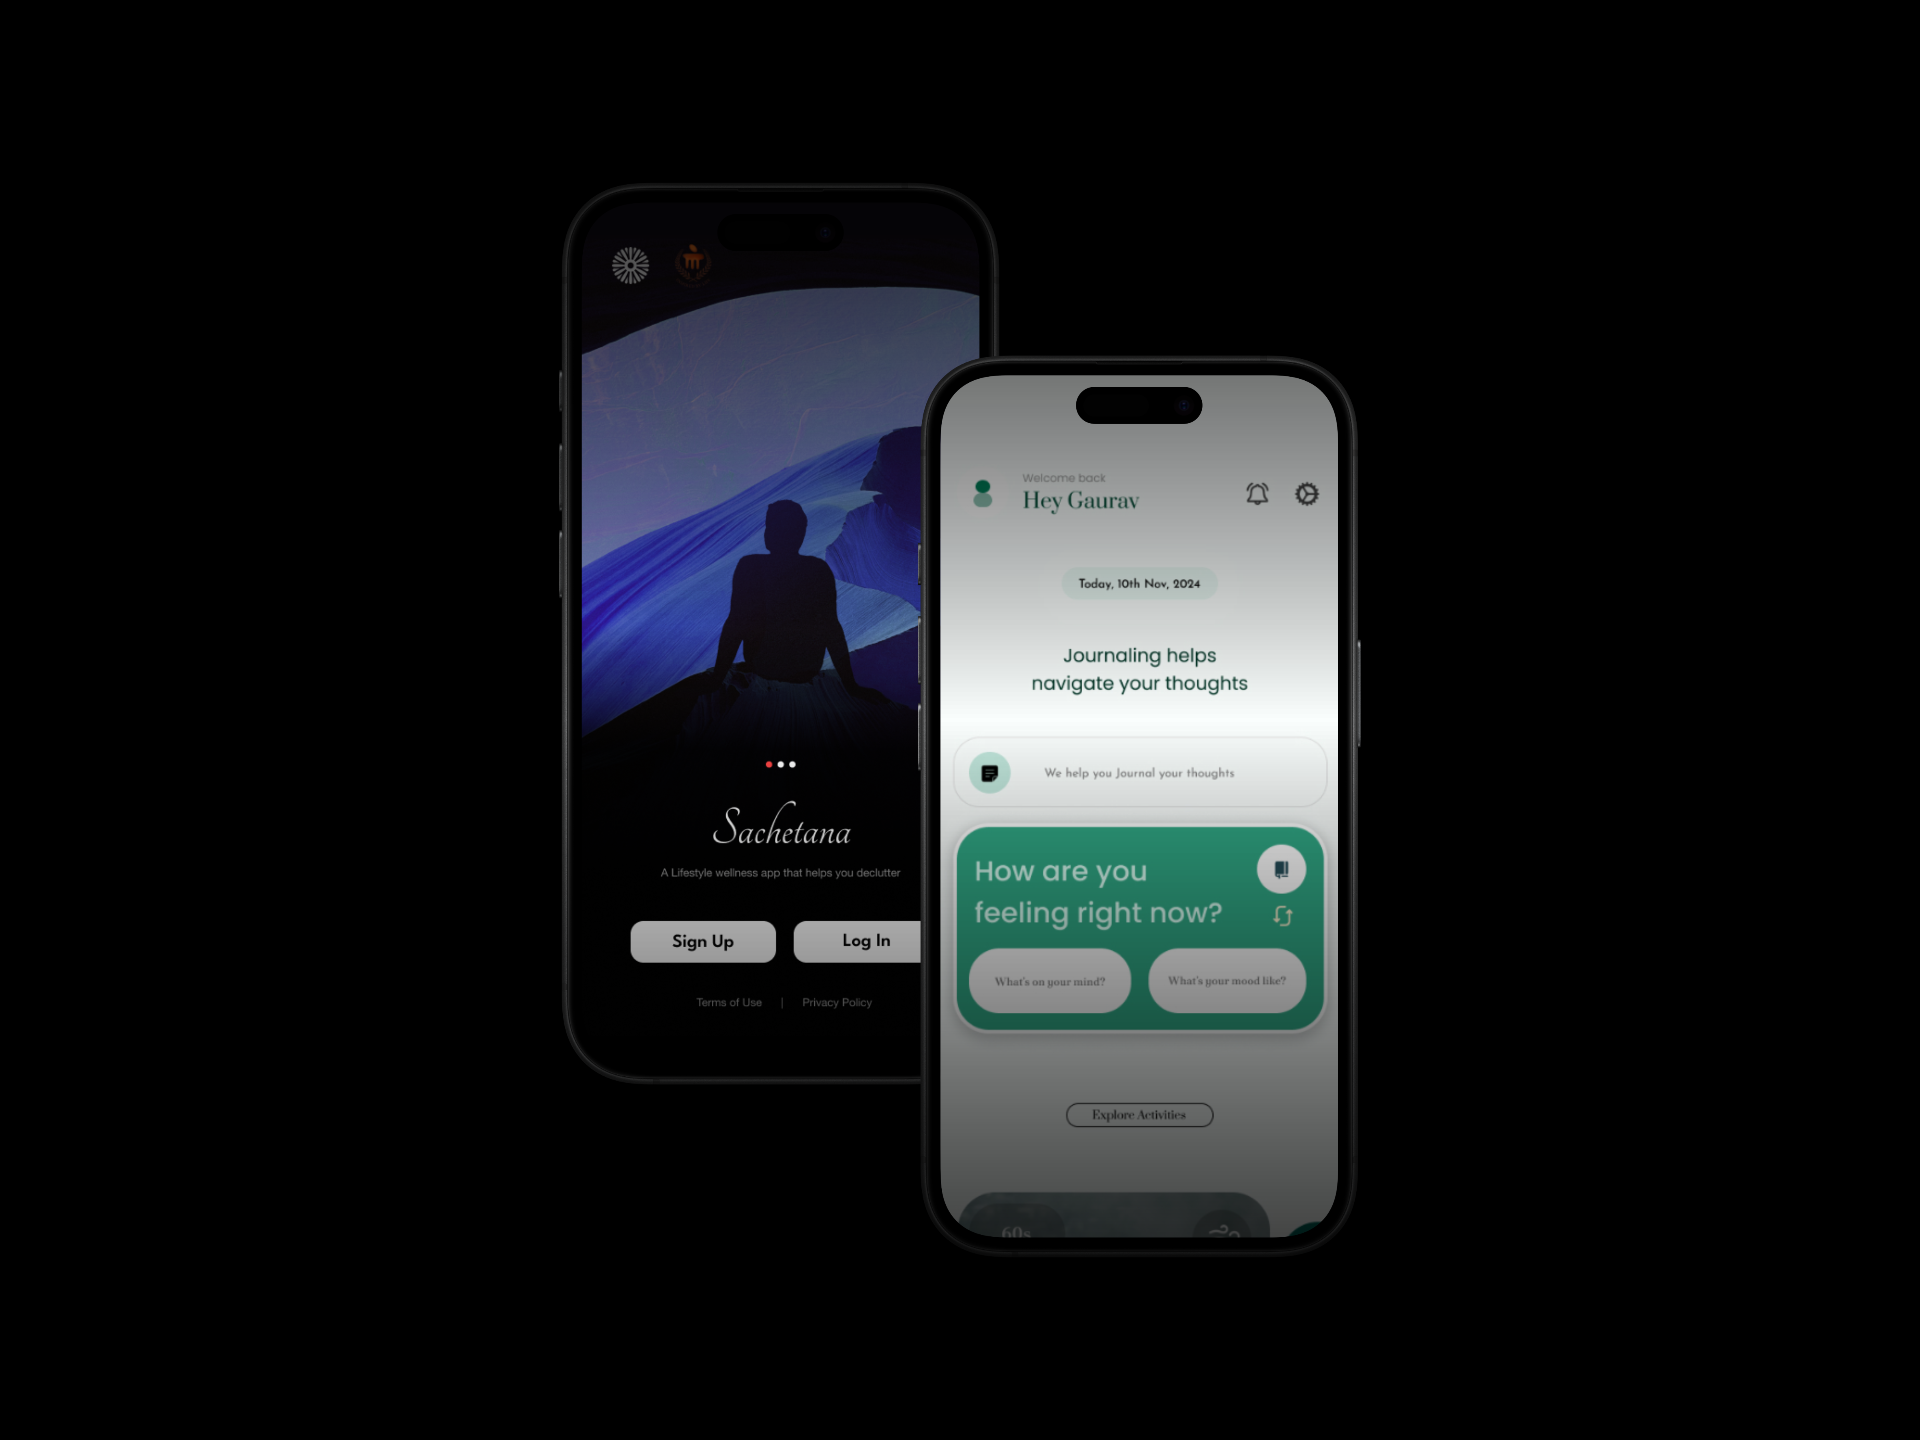 Sachetana
A Lifestyle wellness app that helps you declutter
Sign Up
Log In
Terms of Use | Privacy Policy
Welcome back
Hey Gaurav
Today, 10th Nov, 2024
Journaling helps
navigate your thoughts
We help you Journal your thoughts
How are you
feeling right now?
What's on your mind?
What's your mood like?
Explore Activities
60s